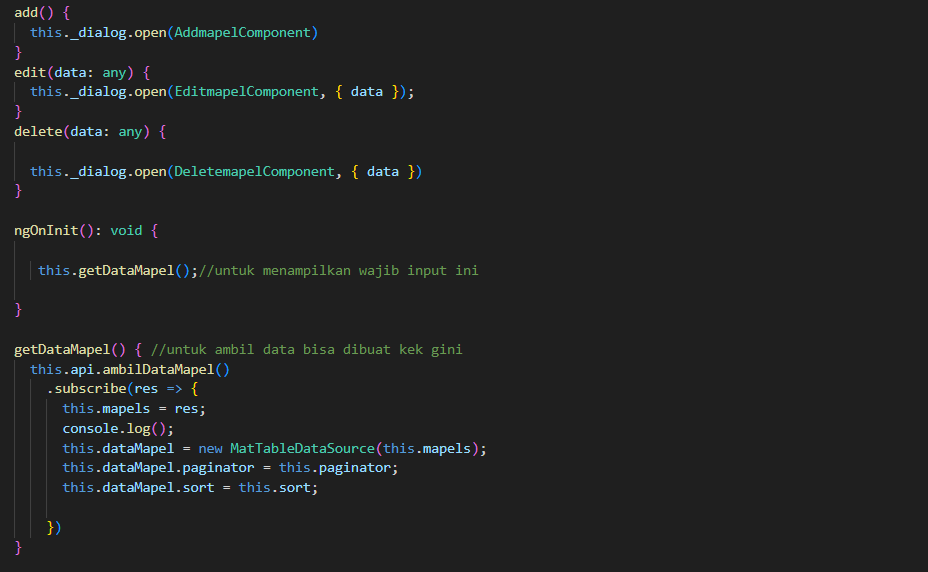 add() {
this._dialog.open(AddmapelComponent)
}
edit(data: any) {
this._dialog.open(EditmapelComponent, { data });
}
delete(data: any) {
this._dialog.open(DeletemapelComponent, { data })
}
ngOnInit(): void {
this.getDataMapel();//untuk menampilkan wajib input ini
}
getDataMapel() { //untuk ambil data bisa dibuat kek gini
this.api.ambilDataMapel()
.subscribe(res => {
this.mapels = res;
console.log();
this.dataMapel = new MatTableDataSource(this.mapels);
this.dataMapel.paginator = this.paginator;
this.dataMapel.sort = this.sort;
})
}